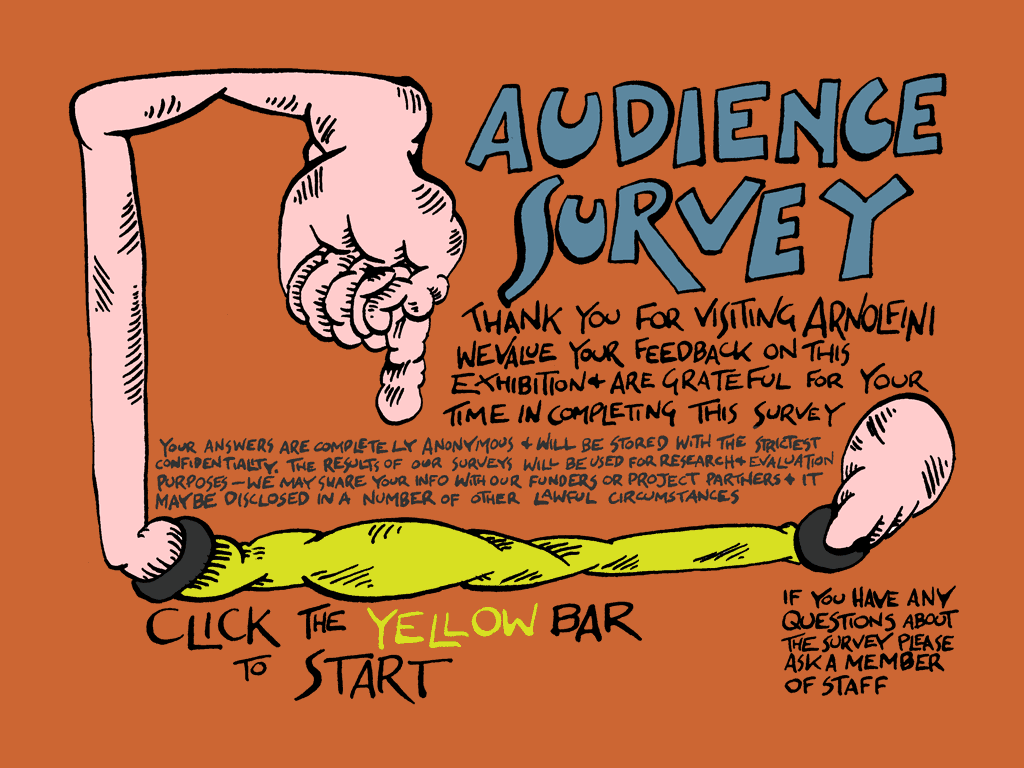 AUDIENCE
SURVEY
THANK YOU FOR VISITING ARNOLFINI
WE VALUE YOUR FEEDBACK ON THIS
EXHIBITION + ARE GRATEFUL FOR YOUR
TIME IN COMPLETING THIS SURVEY
YOUR ANSWERS ARE COMPLETELY ANONYMOUS + WILL BE STORED WITH THE STRICTEST
CONFIDENTIALITY. THE RESULTS OF OUR SURVEYS WILL BE USED FOR RESEARCH + EVALUATION
PURPOSES – WE MAY SHARE YOUR INFO WITH OUR FUNDERS OR PROJECT PARTNERS + IT
MAY BE DISCLOSED IN A NUMBER OF OTHER LAWFUL CIRCUMSTANCES
CLICK THE YELLOW BAR
TO START
IF YOU HAVE ANY
QUESTIONS ABOUT
THE SURVEY PLEASE
ASK A MEMBER
OF STAFF